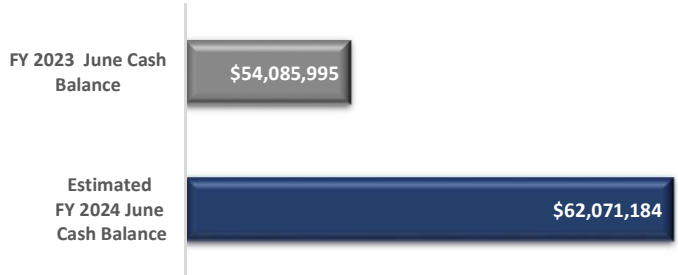 FY 2023 June Cash
Balance
$54,085,995
Estimated
FY 2024 June
Cash Balance
$62,071,184